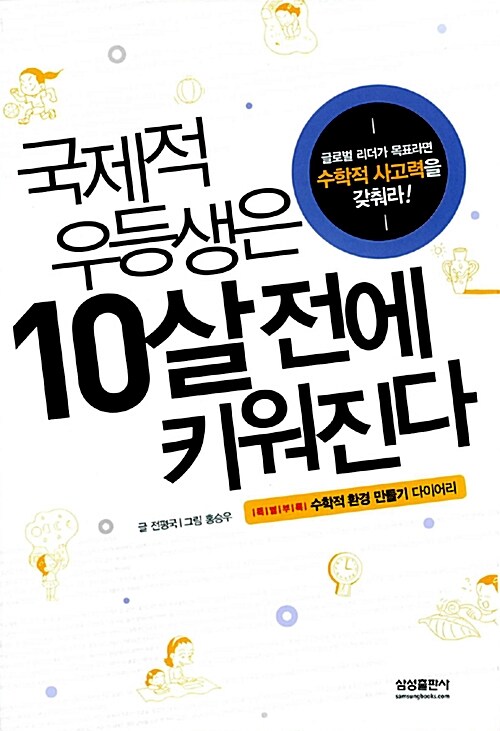 글로벌 리더가 목표라면
수학적 사고력을
갖춰라!
국제적
우등생은
10살 전에
키워진다
특별부록 수학적 환경 만들기 다이어리
글 전평국 | 그림 홍승우
삼성출판사
samsungbooks.com